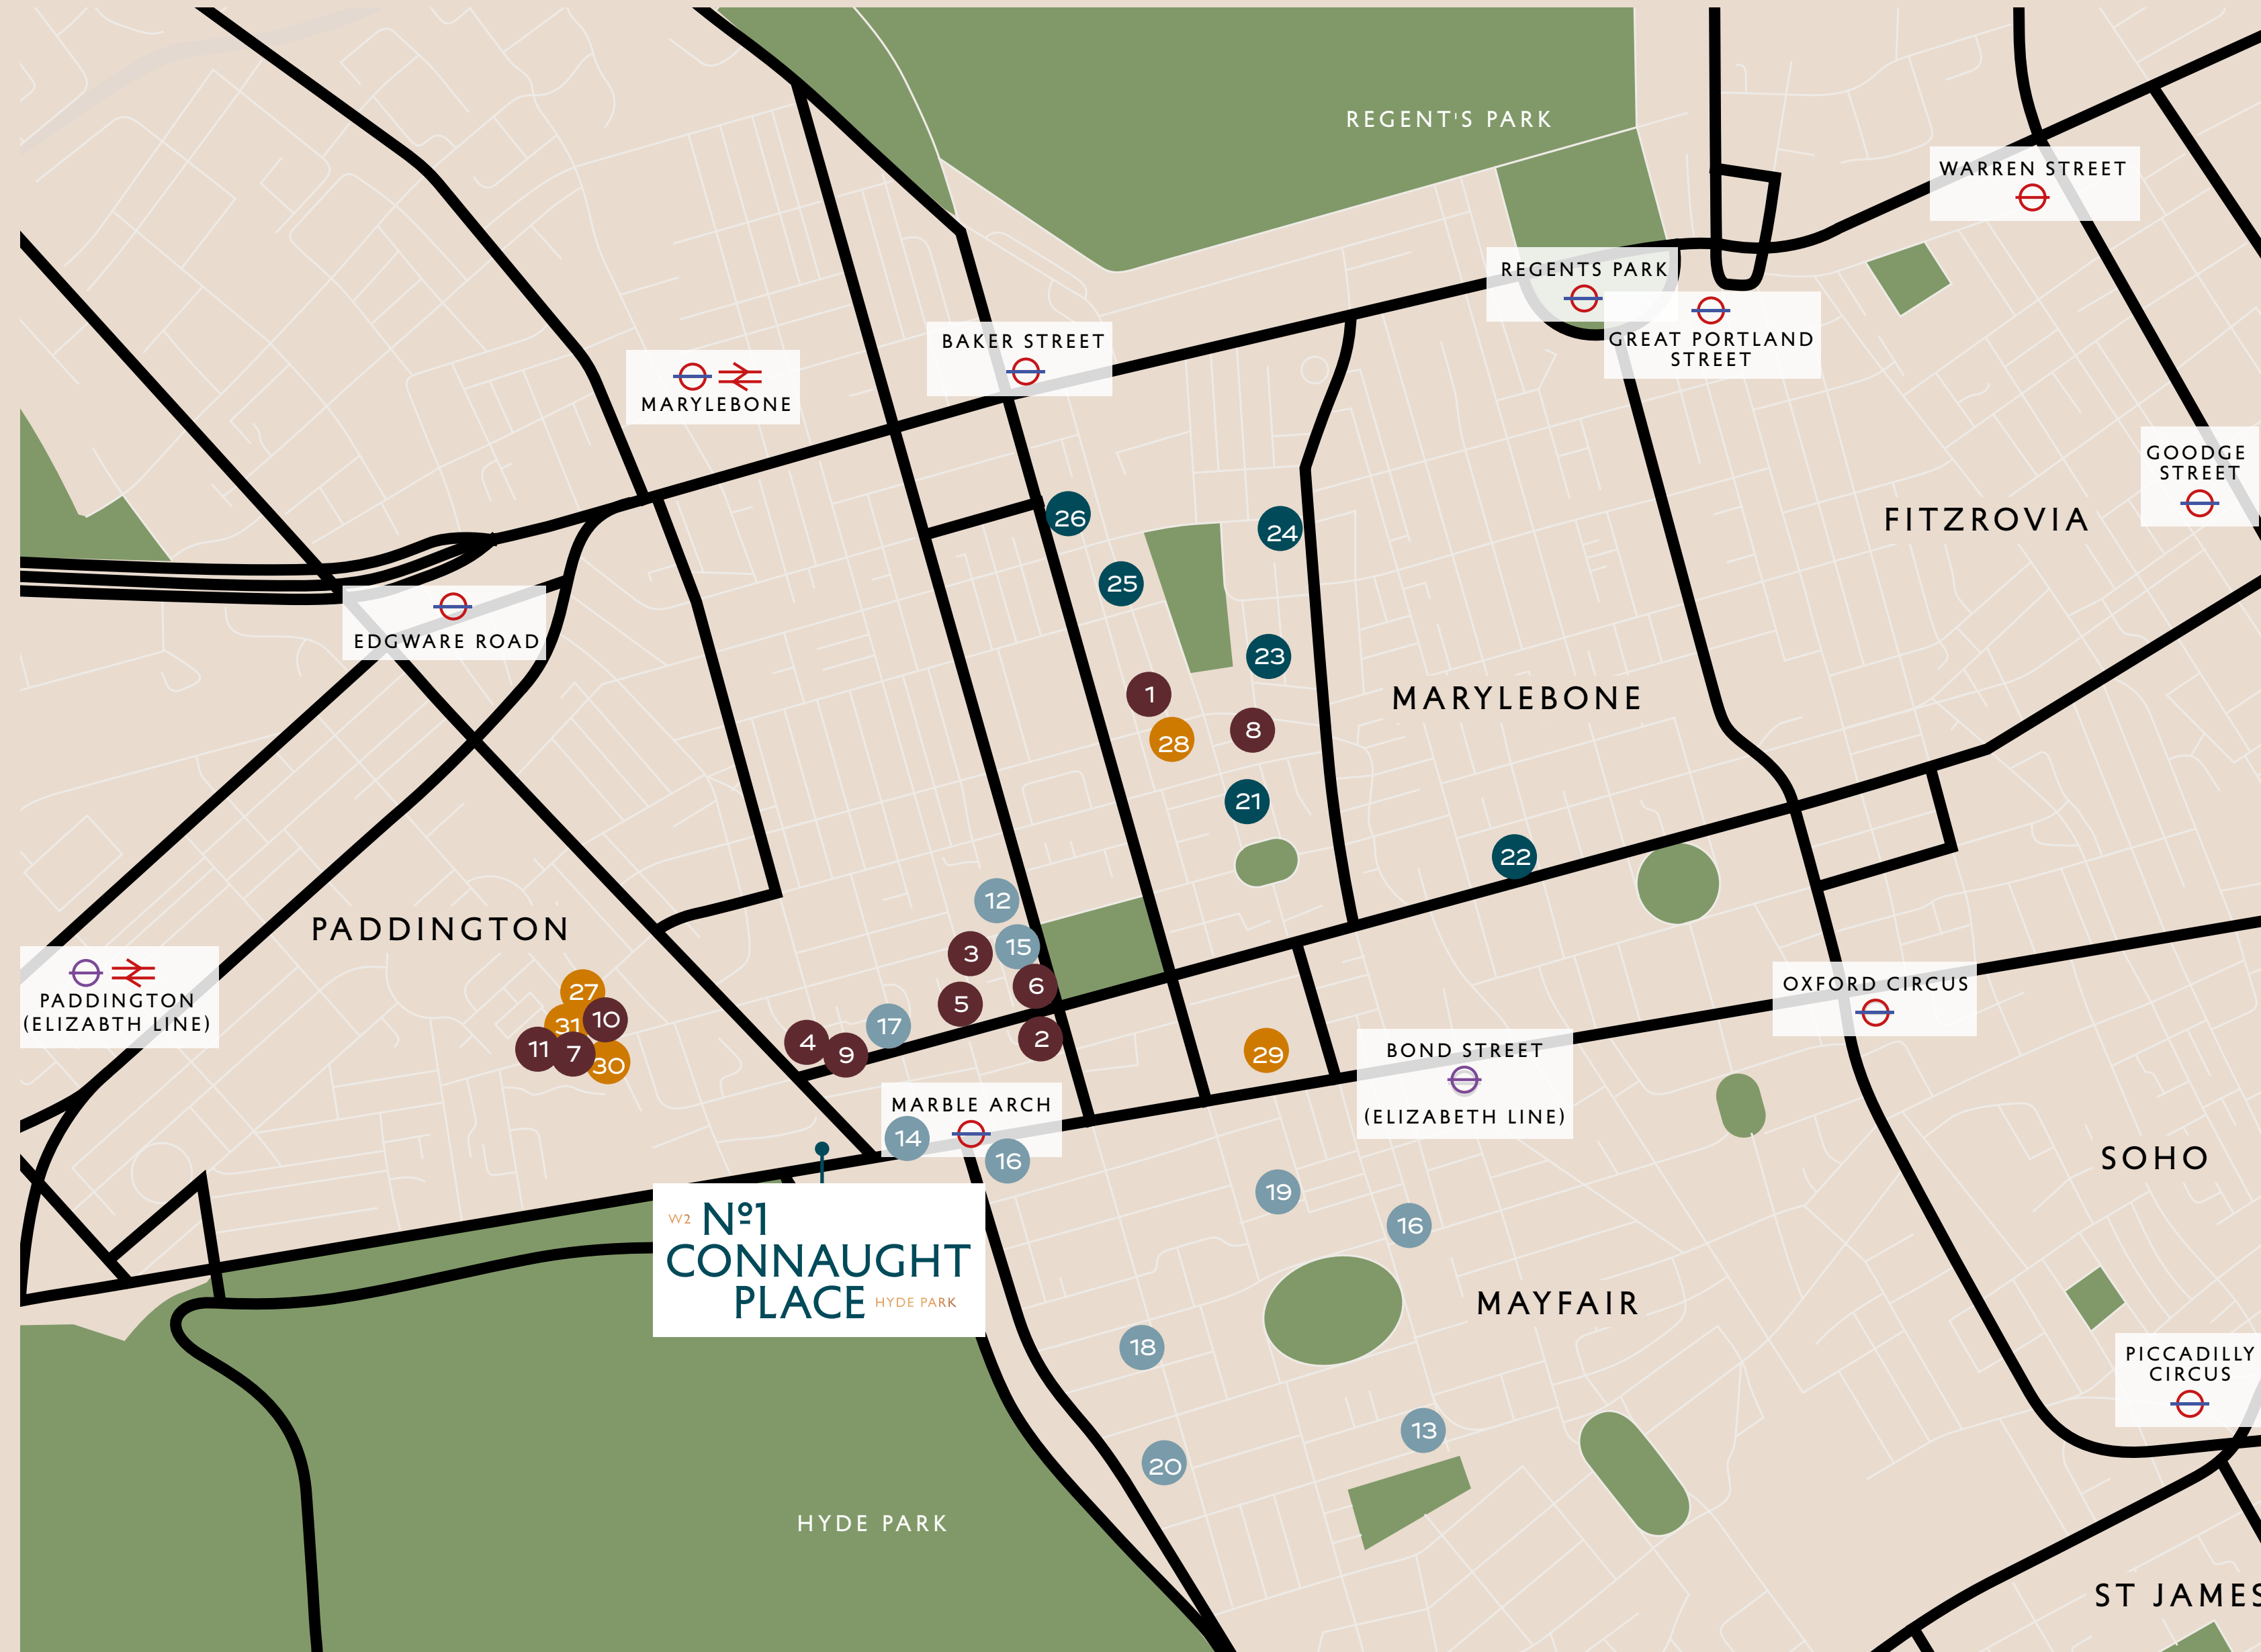 REGENT'S PARK
WARREN STREET
REGENTS PARK
GREAT PORTLAND
STREET
BAKER STREET
MARYLEBONE
GOODGE
STREET
FITZROVIA
26
24
25
EDGWARE ROAD
23
1
MARYLEBONE
28
8
21
22
12
PADDINGTON
15
3
6
5
PADDINGTON
(ELIZABTH LINE)
27
31
10
11
7
30
17
4
9
2
29
OXFORD CIRCUS
BOND STREET
(ELIZABETH LINE)
MARBLE ARCH
14
16
SOHO
19
16
W2 Nº1
CONNAUGHT
PLACE HYDE PARK
MAYFAIR
18
PICCADILLY
CIRCUS
13
20
HYDE PARK
ST JAMES